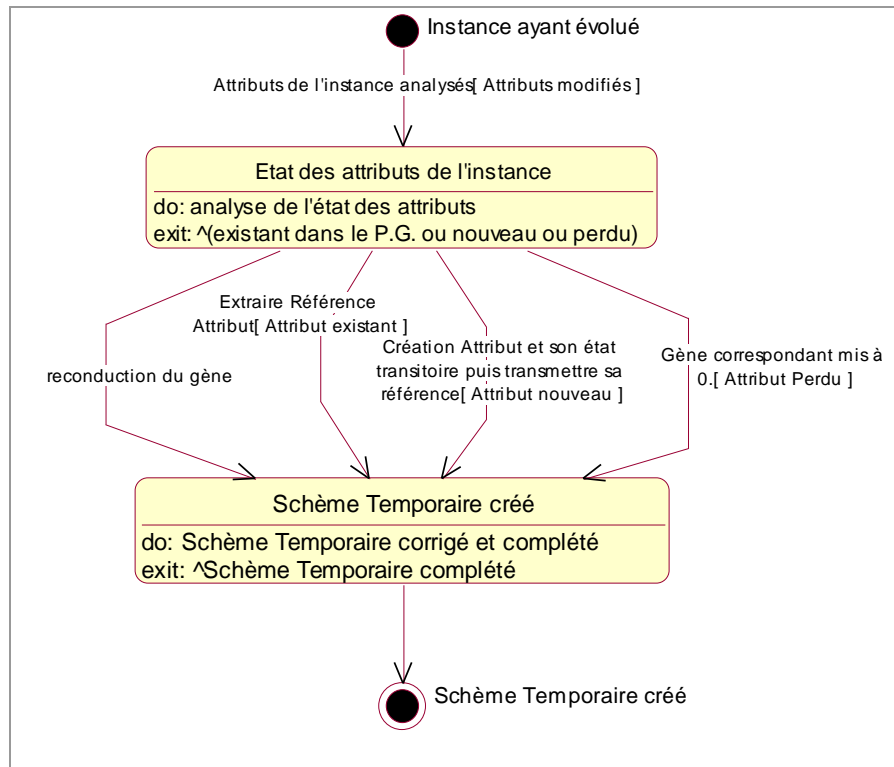 Instance ayant évolué
Attributs de l'instance analysés[ Attributs modifiés ]
Etat des attributs de l'instance
do: analyse de l'état des attributs
exit: ^(existant dans le P.G. ou nouveau ou perdu)
reconduction du gène
Extraire Référence
Attribut[ Attribut existant ]
Création Attribut et son état
transitoire puis transmettre sa
référence[ Attribut nouveau ]
Gène correspondant mis à
0.[ Attribut Perdu ]
Schème Temporaire créé
do: Schème Temporaire corrigé et complété
exit: ^Schème Temporaire complété
Schème Temporaire créé